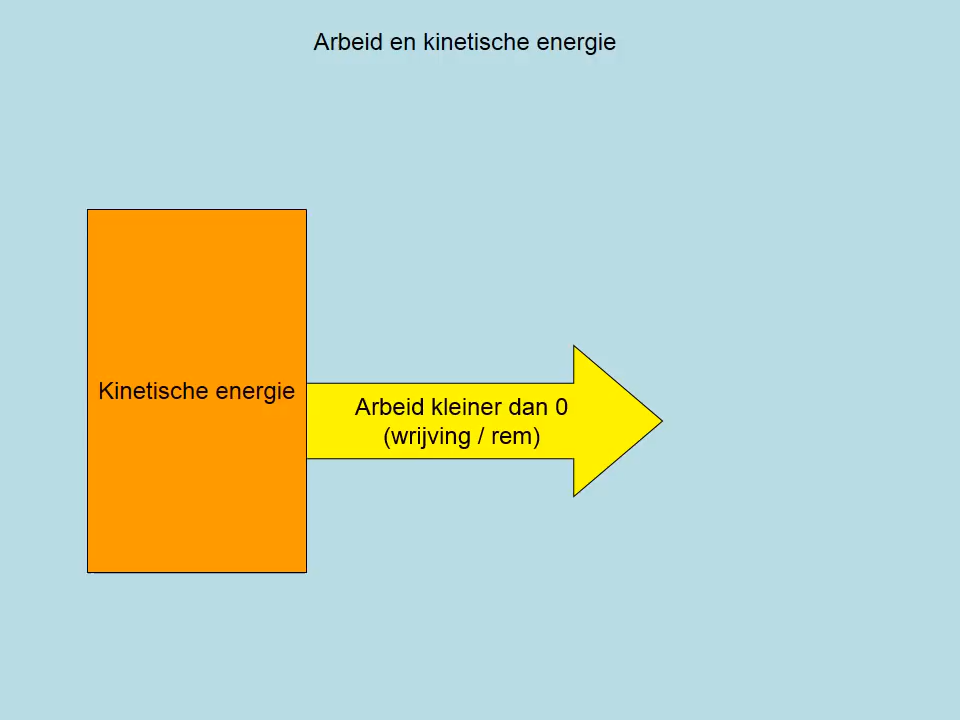 Arbeid en kinetische energie
Kinetische energie
Arbeid kleiner dan 0
(wrijving / rem)